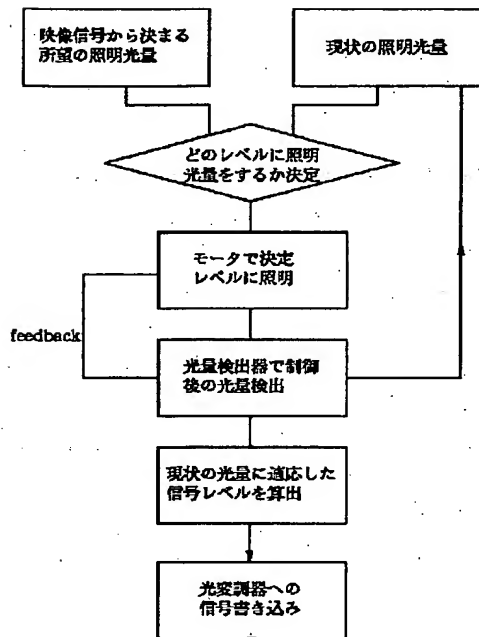 映像信号から決まる
所望の照明光量
現状の照明光量
どのレベルに照明
光量をするか決定
モータで決定
レベルに照明
feedback
光量検出器で制御
後の光量検出
現状の光量に適応した
信号レベルを算出
光変調器への
信号書き込み